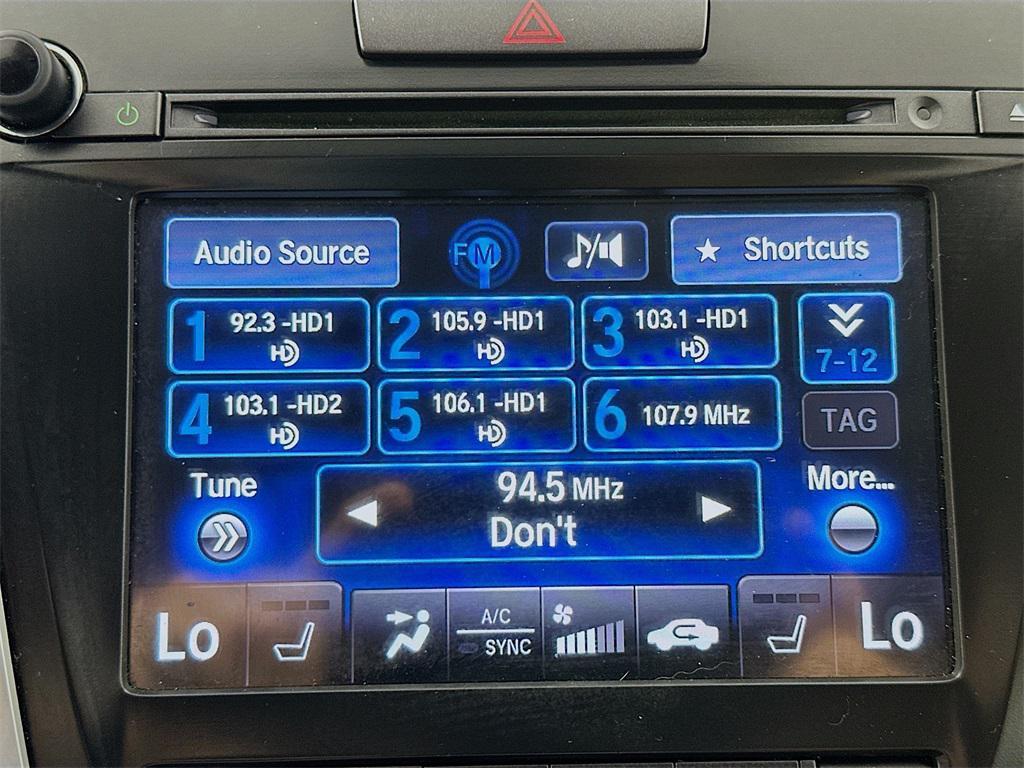 Audio Source
FM
Shortcuts
1 92.3 -HD1
HD
2 105.9 -HD1
HD
3 103.1 -HD1
HD
7-12
4 103.1 -HD2
HD
5 106.1 -HD1
HD
6 107.9 MHz
TAG
Tune
94.5 MHz
Don't
More...
Lo
A/C
SYNC
Lo